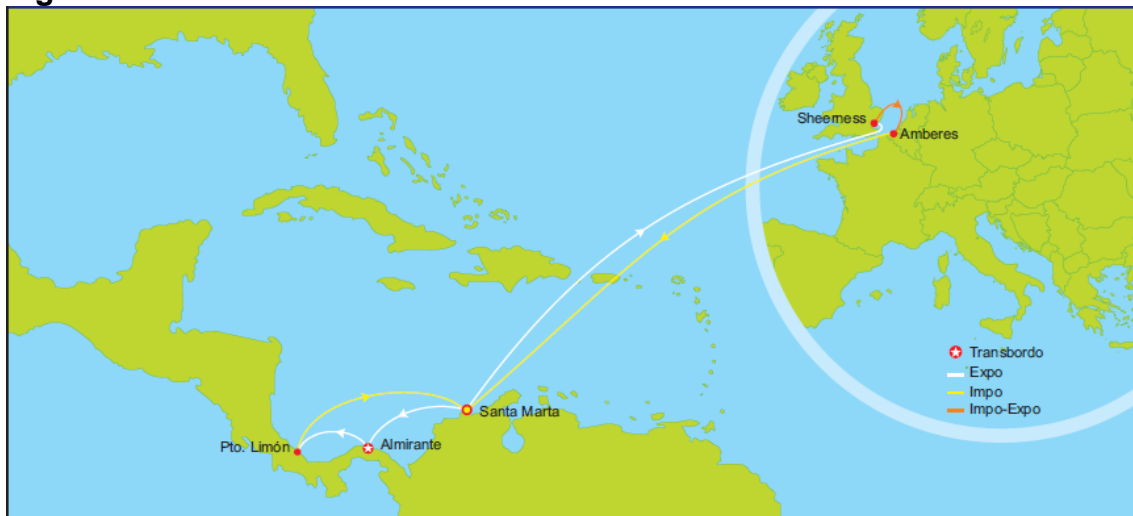 Sheerness
Amberes
Santa Marta
Pto. Limón
Almirante
Transbordo
Expo
Impo
Impo-Expo